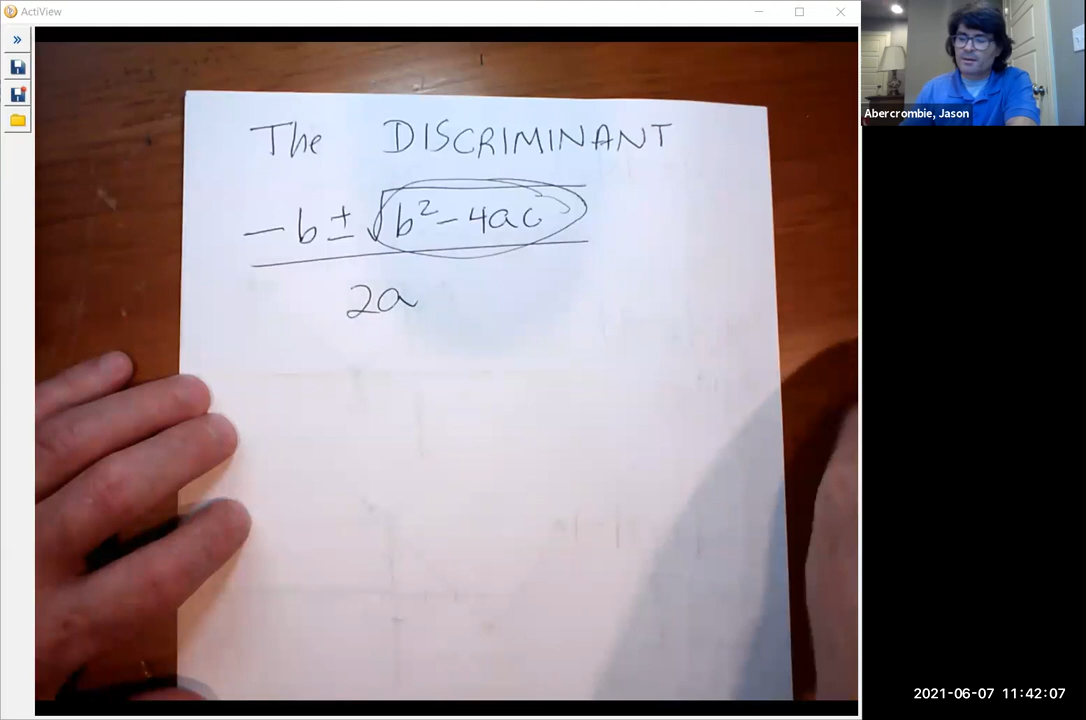 ActiView
The DISCRIMINANT
-b ± √b²-4ac
2a
Abercrombie, Jason
2021-06-07 11:42:07